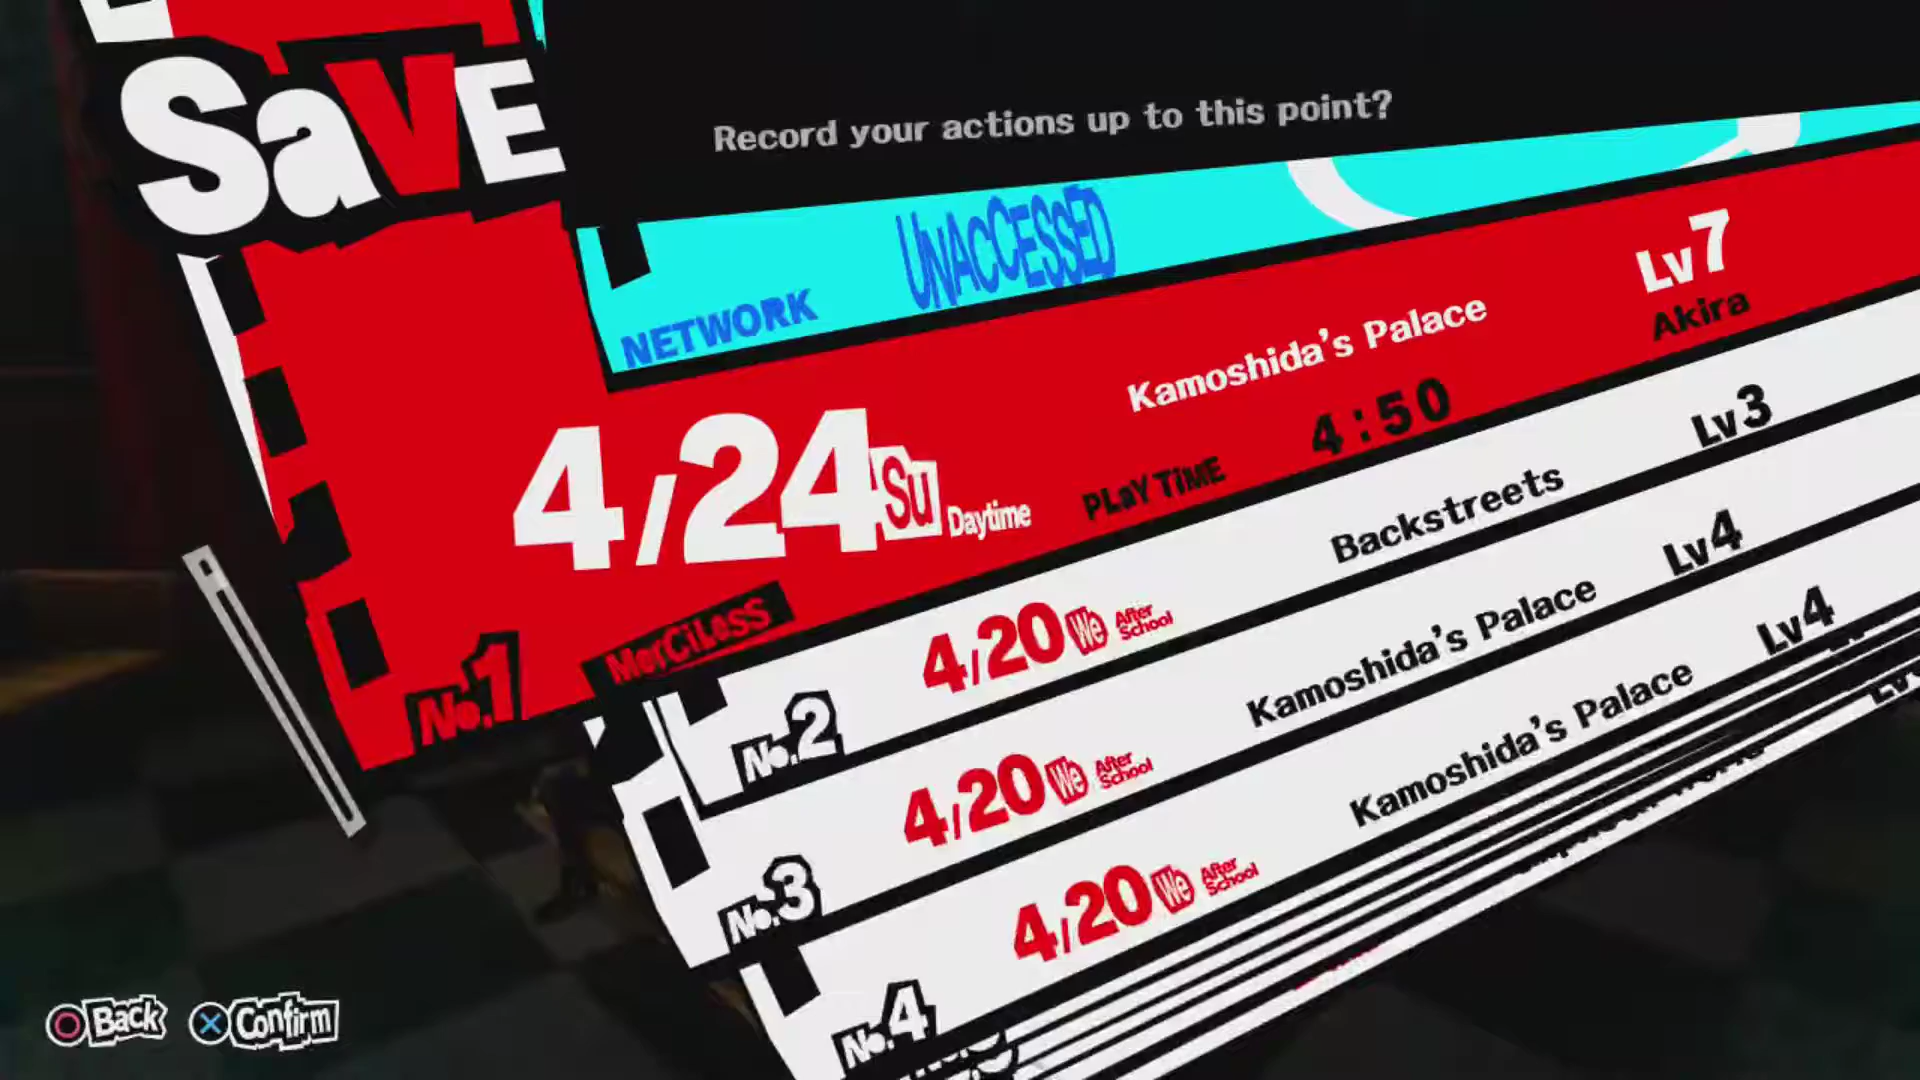 SaVE
Record your actions up to this point?
NETWORK UNACCESSED
Kamoshida's Palace Lv7
Akira
4/24 Su Daytime PLaY TiME 4:50
No.1 MerCiLess
No.2 4/20 We After School Backstreets Lv3
No.3 4/20 We After School Kamoshida's Palace Lv4
No.4 4/20 We After School Kamoshida's Palace Lv4
Back Confirm